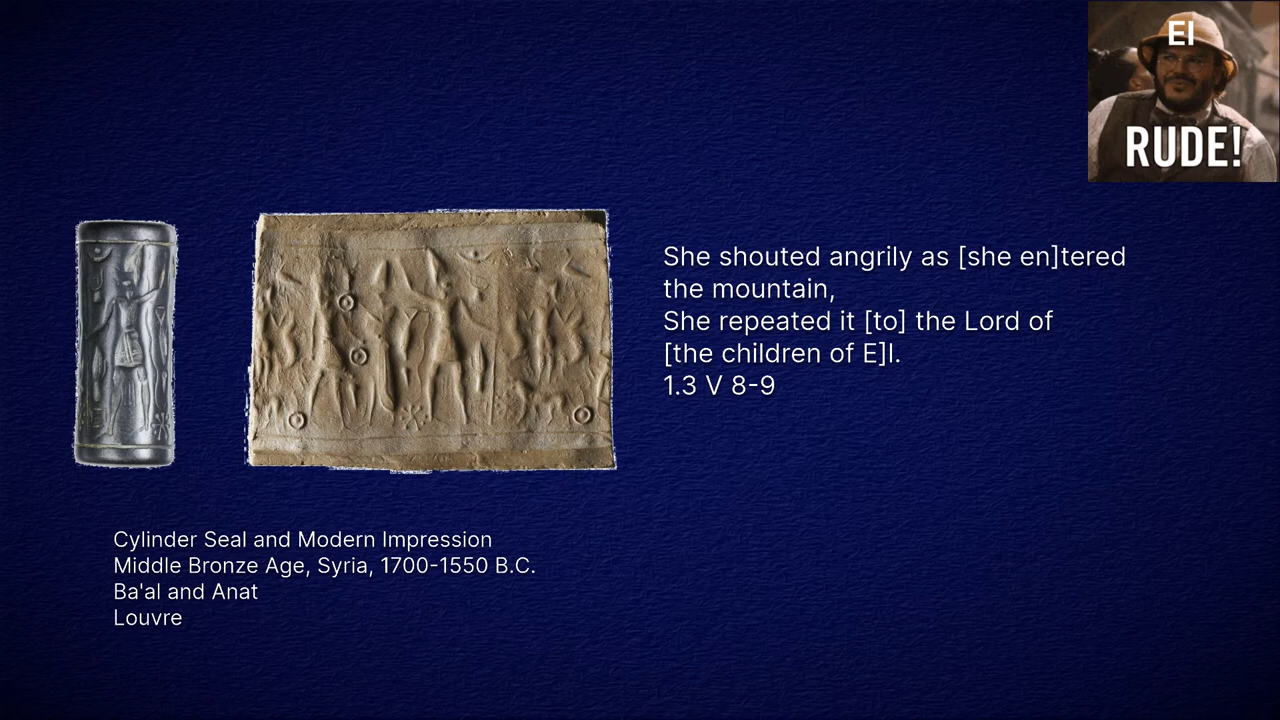 El
RUDE!
She shouted angrily as [she en]tered
the mountain,
She repeated it [to] the Lord of
[the children of E]l.
1.3 V 8-9
Cylinder Seal and Modern Impression
Middle Bronze Age, Syria, 1700-1550 B.C.
Ba'al and Anat
Louvre